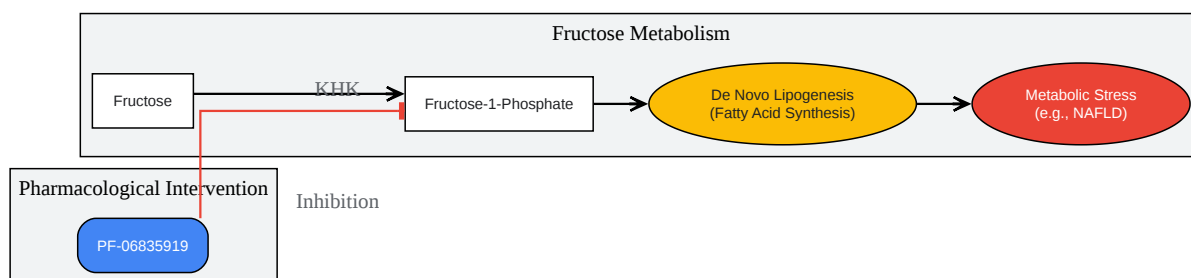 Fructose Metabolism
Fructose
KHK
Fructose-1-Phosphate
De Novo Lipogenesis
(Fatty Acid Synthesis)
Metabolic Stress
(e.g., NAFLD)
Pharmacological Intervention
Inhibition
PF-06835919